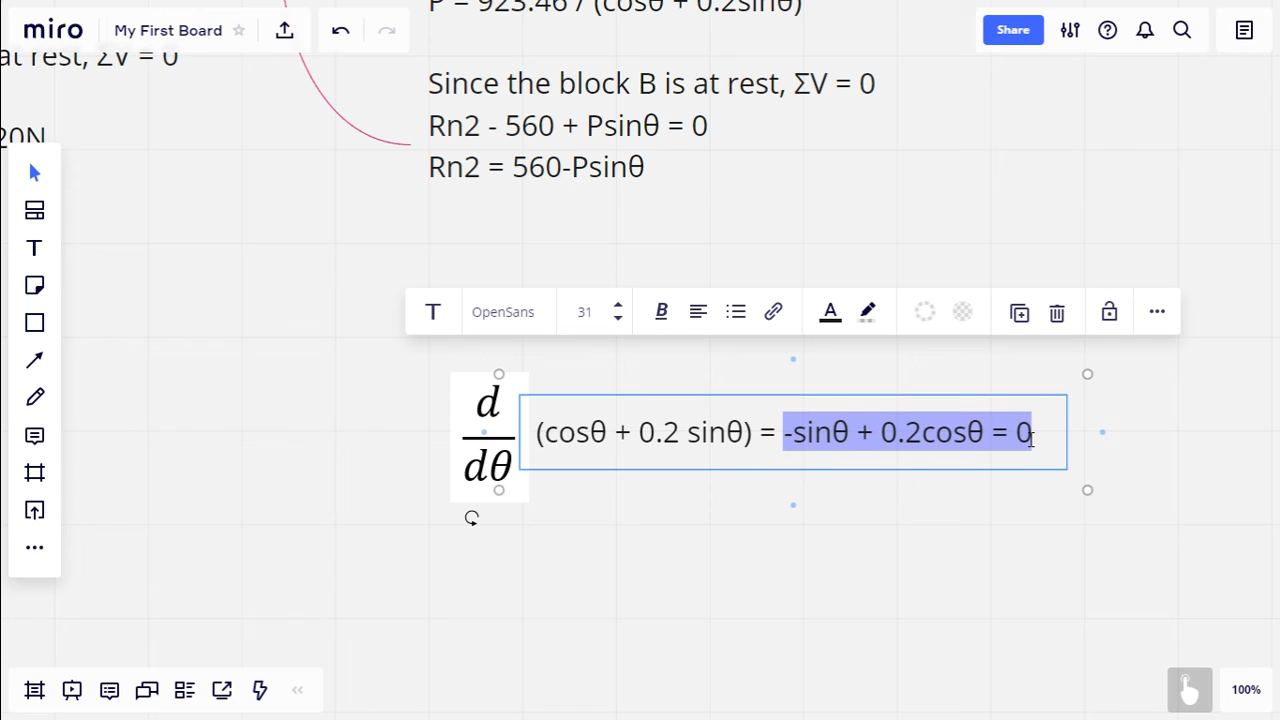 miro
My First Board
Share
P = 923.467 (cosθ + 0.2sinθ)
at rest, ΣV = 0
Since the block B is at rest, ΣV = 0
Rn2 - 560 + Psinθ = 0
Rn2 = 560-Psinθ
20N
T
T OpenSans 31 B A
d
dθ
(cosθ + 0.2 sinθ) = -sinθ + 0.2cosθ = 0
100%